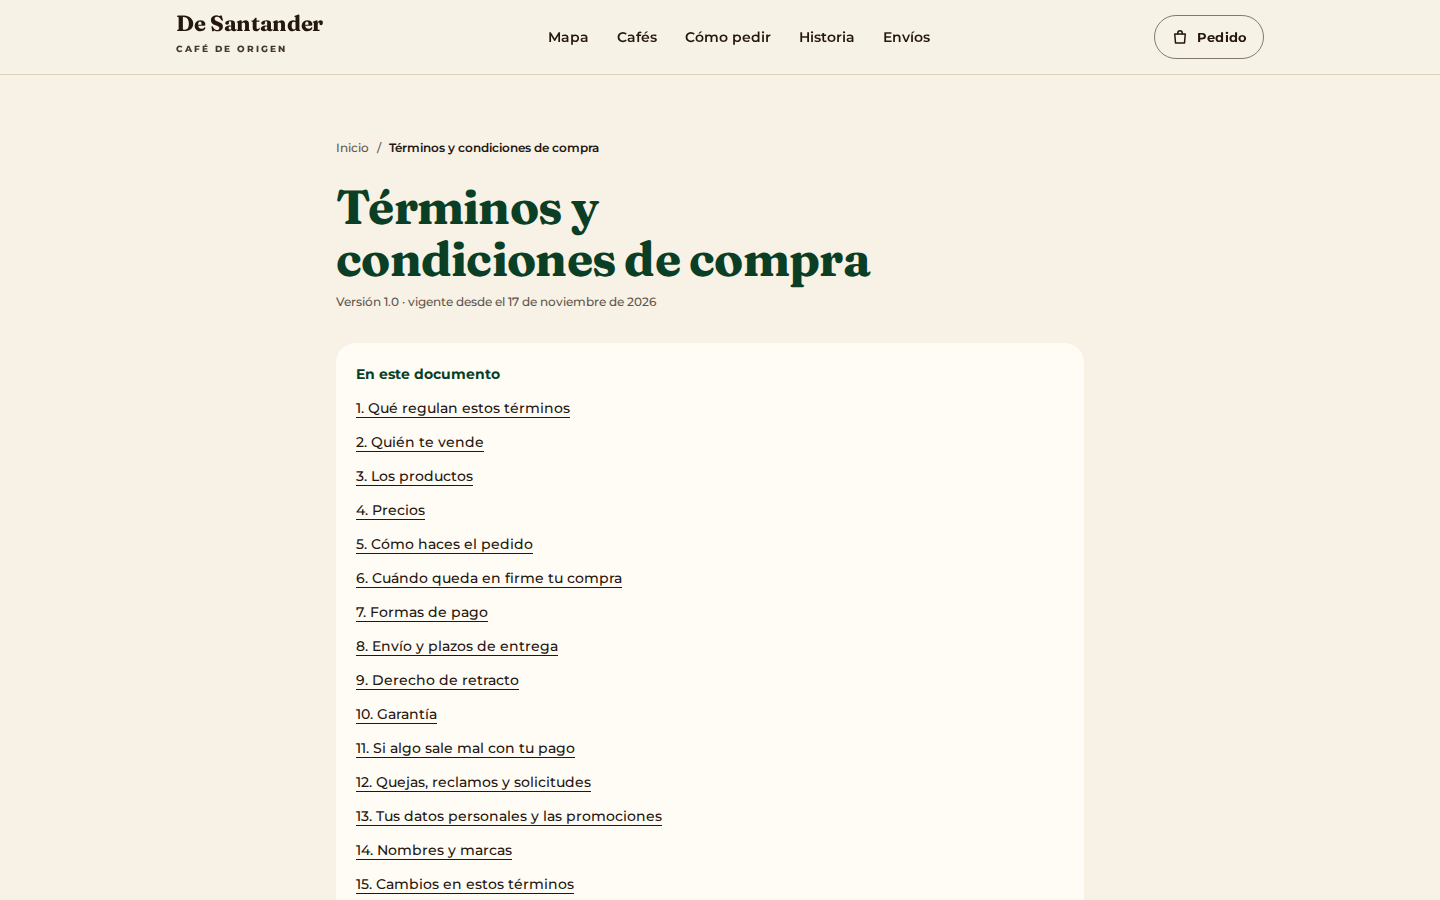 De Santander
CAFÉ DE ORIGEN
Mapa
Cafés
Cómo pedir
Historia
Envíos
Pedido
Inicio / Términos y condiciones de compra
Términos y
condiciones de compra
Versión 1.0 · vigente desde el 17 de noviembre de 2026
En este documento
1. Qué regulan estos términos
2. Quién te vende
3. Los productos
4. Precios
5. Cómo haces el pedido
6. Cuándo queda en firme tu compra
7. Formas de pago
8. Envío y plazos de entrega
9. Derecho de retracto
10. Garantía
11. Si algo sale mal con tu pago
12. Quejas, reclamos y solicitudes
13. Tus datos personales y las promociones
14. Nombres y marcas
15. Cambios en estos términos